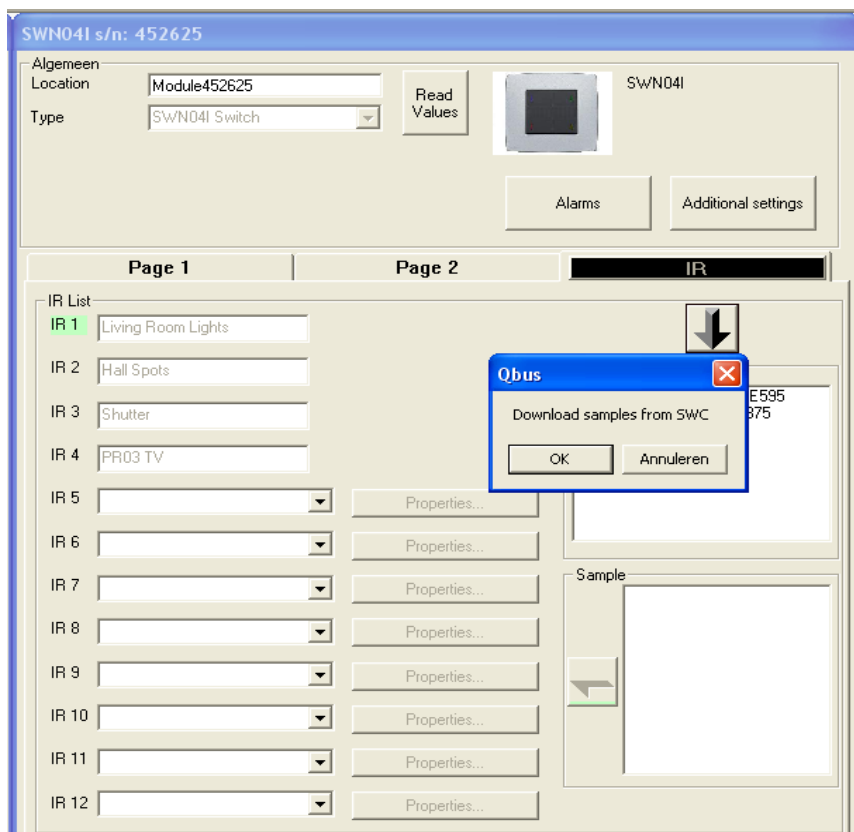 SWN04I s/n: 452625
Algemeen
Location
Module452625
Read
Values
SWN04I
Type
SWN04I Switch
Alarms
Additional settings
Page 1
Page 2
IR
IR List
IR 1
Living Room Lights
IR 2
Hall Spots
Qbus
E595
IR 3
Shutter
Download samples from SWC
875
IR 4
PR03 TV
OK
Annuleren
IR 5
Properties...
IR 6
Properties...
IR 7
Properties...
Sample
IR 8
Properties...
IR 9
Properties...
IR 10
Properties...
IR 11
Properties...
IR 12
Properties...